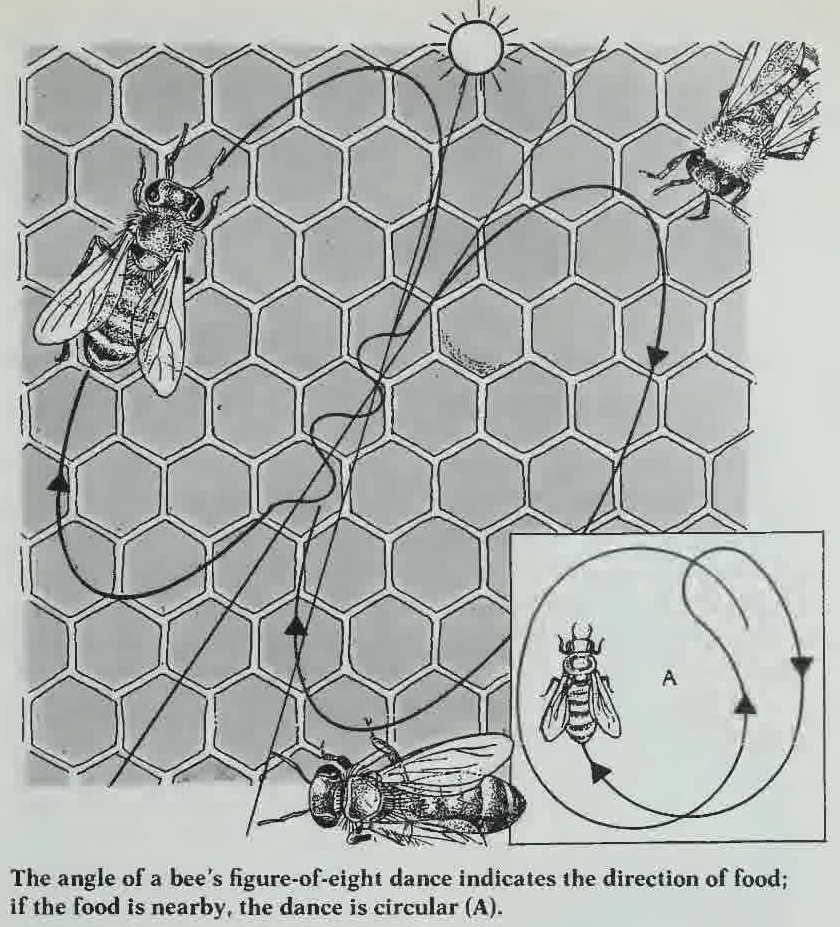 A
The angle of a bee's figure-of-eight dance indicates the direction of food;
if the food is nearby, the dance is circular (A).